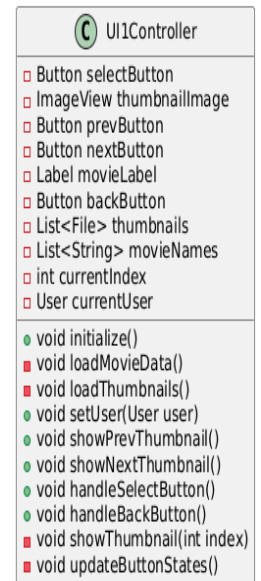 C UI1Controller
Button selectButton
ImageView thumbnailImage
Button prevButton
Button nextButton
Label movieLabel
Button backButton
List<File> thumbnails
List<String> movieNames
int currentIndex
User currentUser
void initialize()
void loadMovieData()
void loadThumbnails()
void setUser(User user)
void showPrevThumbnail()
void showNextThumbnail()
void handleSelectButton()
void handleBackButton()
void showThumbnail(int index)
void updateButtonStates()